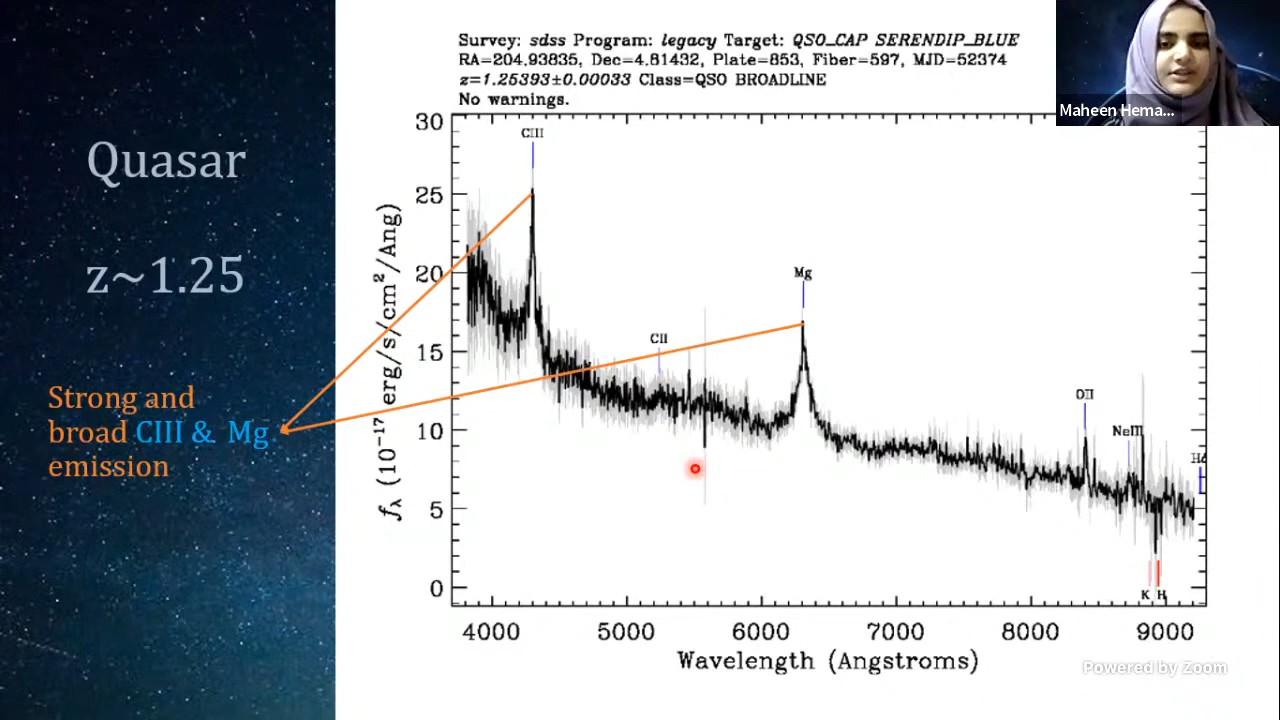 Quasar
z~1.25
Strong and
broad CIII & Mg
emission
Survey: sdss Program: legacy Target: QSO_CAP SERENDIP_BLUE
RA=204.93835, Dec=4.81432, Plate=853, Fiber=597, MJD=52374
z=1.25393±0.00033 Class=QSO BROADLINE
No warnings.
Maheen Hema...
30
25
20
15
10
5
0
f_λ (10⁻¹⁷ erg/s/cm²/Ang)
CIII
Mg
CII
OII
NeIII
K H
4000 5000 6000 7000 8000 9000
Wavelength (Angstroms)
Powered by Zoom